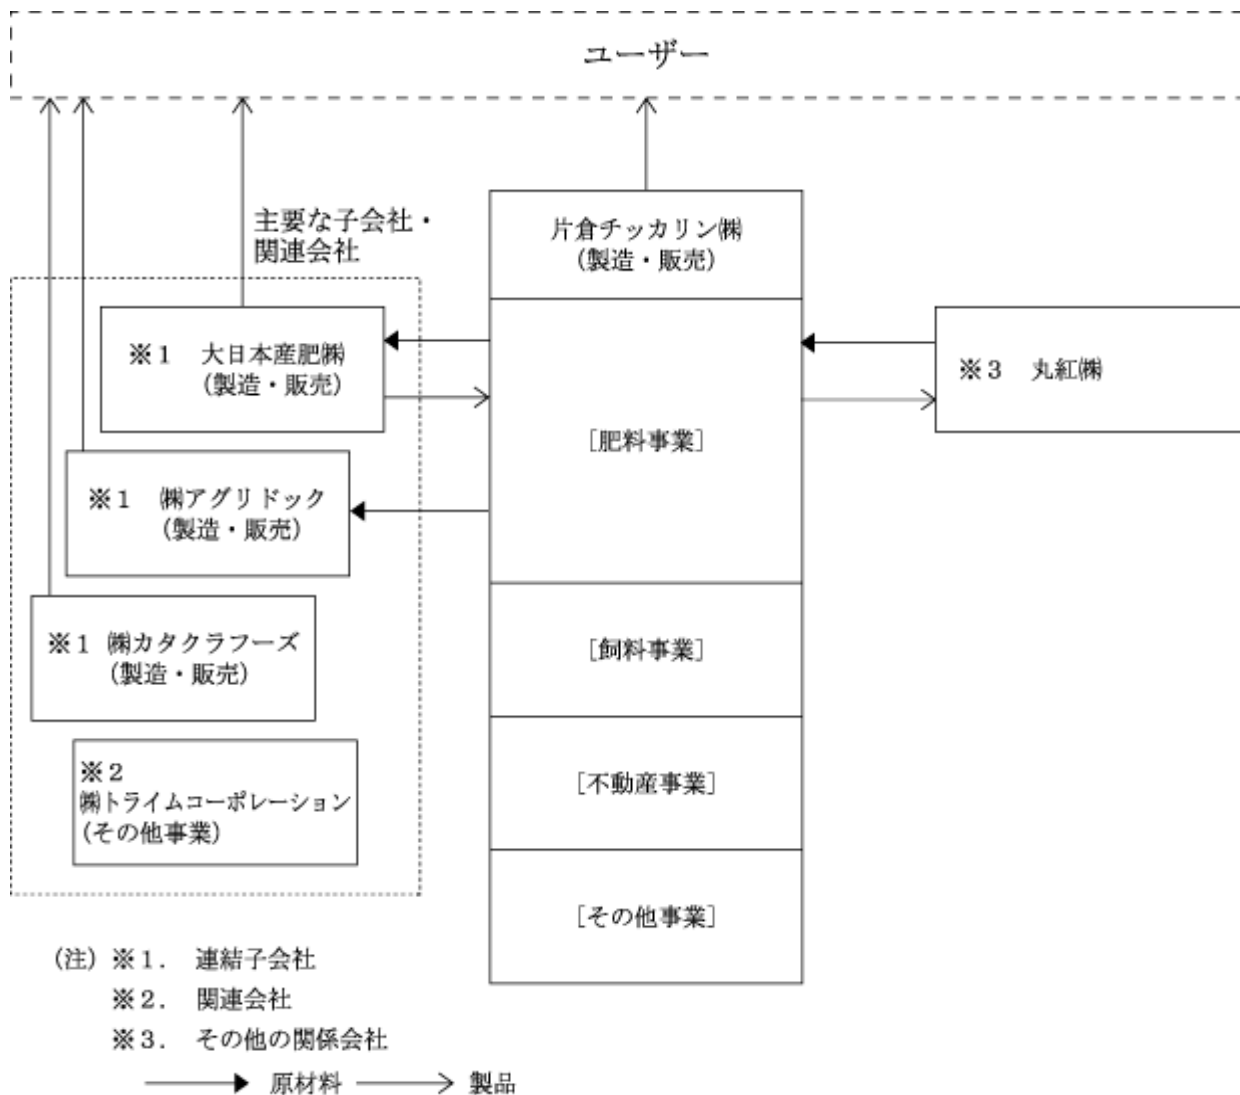 ユーザー
主要な子会社・
関連会社
片倉チッカリン㈱
（製造・販売）
※１　大日本産肥㈱
（製造・販売）
※１　㈱アグリドック
（製造・販売）
※１ ㈱カタクラフーズ
（製造・販売）
※２
㈱トライムコーポレーション
（その他事業）
［肥料事業］
［飼料事業］
［不動産事業］
［その他事業］
※３　丸紅㈱
（注）※１．　連結子会社
※２．　関連会社
※３．　その他の関係会社
原材料　製品